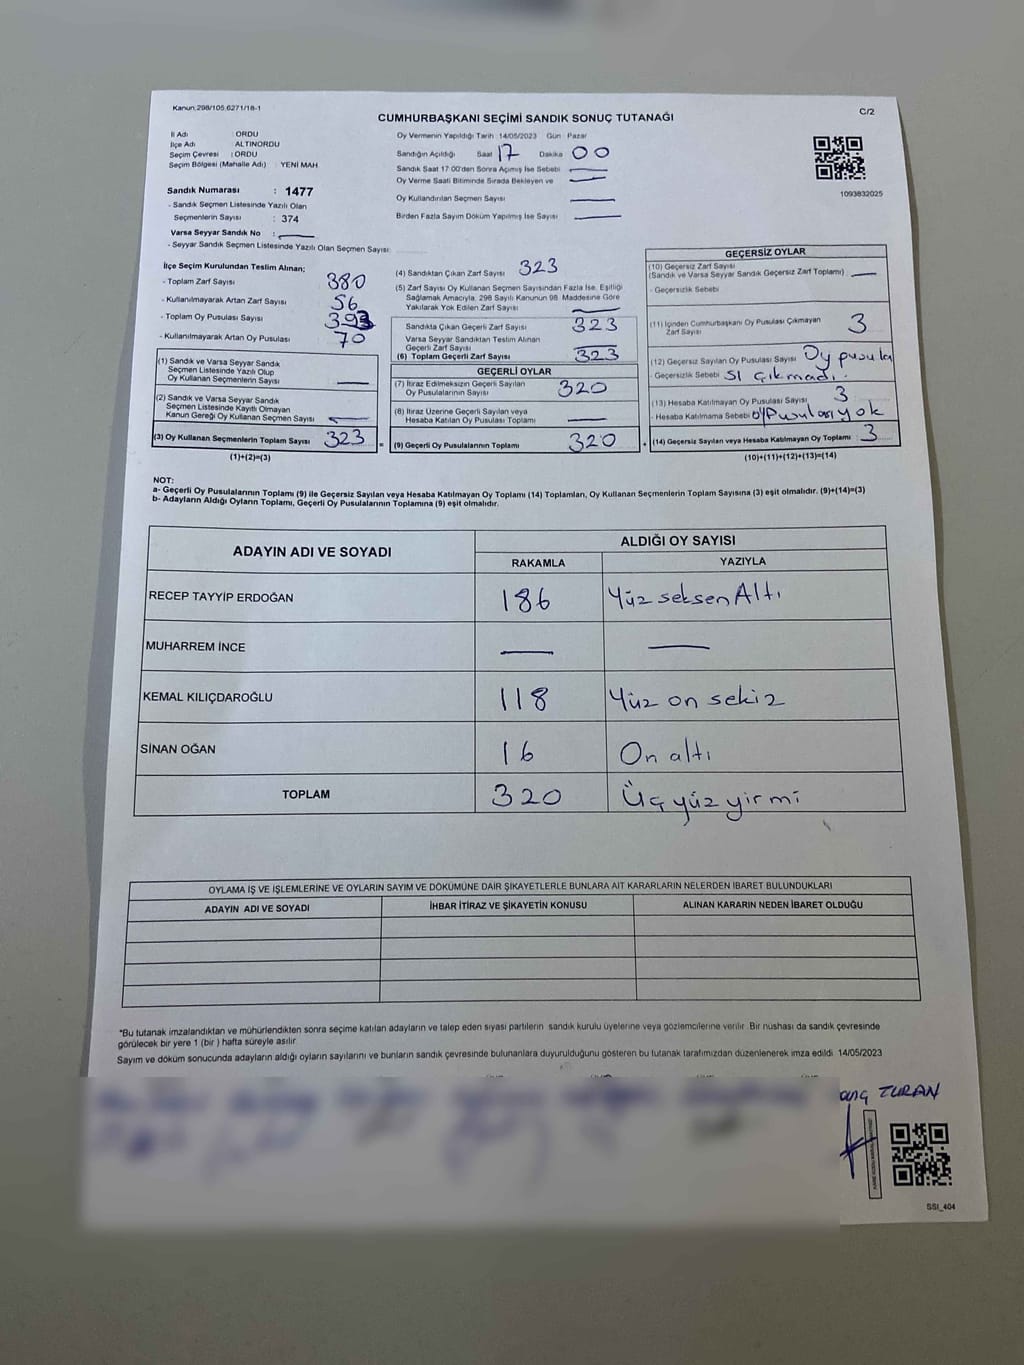 Kanun:298/105,6271/18-1
C/2
CUMHURBAŞKANI SEÇİMİ SANDIK SONUÇ TUTANAĞI
İl Adı : ORDU
İlçe Adı : ALTINORDU
Seçim Çevresi : ORDU
Seçim Bölgesi (Mahalle Adı) : YENİ MAH.
Sandık Numarası : 1477
- Sandık Seçmen Listesinde Yazılı Olan
Seçmenlerin Sayısı : 374
Varsa Seyyar Sandık No :
- Seyyar Sandık Seçmen Listesinde Yazılı Olan Seçmen Sayısı:
Oy Vermenin Yapıldığı Tarih :14/05/2023 Gün : Pazar
Sandığın Açıldığı Saat 17 Dakika 00
Sandık Saat 17:00'den Sonra Açılmış İse Sebebi
Oy Verme Saati Bitiminde Sırada Bekleyen ve
Oy Kullandırılan Seçmen Sayısı
Birden Fazla Sayım Döküm Yapılmış İse Sayısı
1093832025
İlçe Seçim Kurulundan Teslim Alınan;
- Toplam Zarf Sayısı 380
- Kullanılmayarak Artan Zarf Sayısı 56
- Toplam Oy Pusulası Sayısı 393
- Kullanılmayarak Artan Oy Pusulası 70
(1) Sandık ve Varsa Seyyar Sandık
Seçmen Listesinde Yazılı Olup
Oy Kullanan Seçmenlerin Sayısı
(2) Sandık ve Varsa Seyyar Sandık
Seçmen Listesinde Kayıtlı Olmayan
Kanun Gereği Oy Kullanan Seçmen Sayısı
(3) Oy Kullanan Seçmenlerin Toplam Sayısı 323
(1)+(2)=(3)
(4) Sandıktan Çıkan Zarf Sayısı 323
(5) Zarf Sayısı Oy Kullanan Seçmen Sayısından Fazla İse, Eşitliği
Sağlamak Amacıyla, 298 Sayılı Kanunun 98. Maddesine Göre
Yakılarak Yok Edilen Zarf Sayısı
Sandıkta Çıkan Geçerli Zarf Sayısı 323
Varsa Seyyar Sandıktan Teslim Alınan
Geçerli Zarf Sayısı
(6) Toplam Geçerli Zarf Sayısı 323
GEÇERLİ OYLAR
(7) İtiraz Edilmeksizin Geçerli Sayılan
Oy Pusulalarının Sayısı 320
(8) İtiraz Üzerine Geçerli Sayılan veya
Hesaba Katılan Oy Pusulası Toplamı
(9) Geçerli Oy Pusulalarının Toplamı 320
GEÇERSİZ OYLAR
(10) Geçersiz Zarf Sayısı
(Sandık ve Varsa Seyyar Sandık Geçersiz Zarf Toplamı)
- Geçersizlik Sebebi
(11) İçinden Cumhurbaşkanı Oy Pusulası Çıkmayan
Zarf Sayısı 3
(12) Geçersiz Sayılan Oy Pusulası Sayısı Oy pusula
- Geçersizlik Sebebi sı çıkmadı.
(13) Hesaba Katılmayan Oy Pusulası Sayısı 3
- Hesaba Katılmama Sebebi oy Pusulası yok
(14) Geçersiz Sayılan veya Hesaba Katılmayan Oy Toplamı 3
(10)+(11)+(12)+(13)=(14)
NOT:
a- Geçerli Oy Pusulalarının Toplamı (9) ile Geçersiz Sayılan veya Hesaba Katılmayan Oy Toplamı (14) Toplamları, Oy Kullanan Seçmenlerin Toplam Sayısına (3) eşit olmalıdır. (9)+(14)=(3)
b- Adayların Aldığı Oyların Toplamı, Geçerli Oy Pusulalarının Toplamına (9) eşit olmalıdır.
ADAYIN ADI VE SOYADI
ALDIĞI OY SAYISI
RAKAMLA YAZIYLA
RECEP TAYYİP ERDOĞAN 186 Yüz seksen Altı
MUHARREM İNCE
KEMAL KILIÇDAROĞLU 118 Yüz on sekiz
SİNAN OĞAN 16 On altı
TOPLAM 320 Üç yüz yirmi
OYLAMA İŞ VE İŞLEMLERİNE VE OYLARIN SAYIM VE DÖKÜMÜNE DAİR ŞİKAYETLERLE BUNLARA AİT KARARLARIN NELERDEN İBARET BULUNDUKLARI
ADAYIN ADI VE SOYADI İHBAR İTİRAZ VE ŞİKAYETİN KONUSU ALINAN KARARIN NEDEN İBARET OLDUĞU
*Bu tutanak imzalandıktan ve mühürlendikten sonra seçime katılan adayların ve talep eden siyasi partilerin sandık kurulu üyelerine veya gözlemcilerine verilir. Bir nüshası da sandık çevresinde
görülecek bir yere 1 (bir ) hafta süreyle asılır.
Sayım ve döküm sonucunda adayların aldığı oyların sayılarını ve bunların sandık çevresinde bulunanlara duyurulduğunu gösteren bu tutanak tarafımızdan düzenlenerek imza edildi. 14/05/2023
TURAN
SSI_404